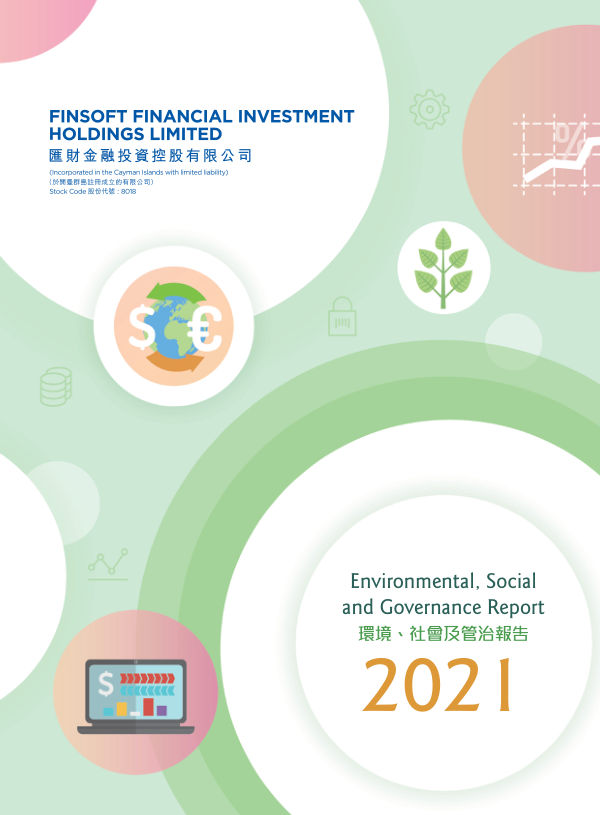 FINSOFT FINANCIAL INVESTMENT
HOLDINGS LIMITED
匯財金融投資控股有限公司
(Incorporated in the Cayman Islands with limited liability)
(於開曼群島註冊成立的有限公司)
Stock Code 股份代號 : 8018
%
$ €
Environmental, Social
and Governance Report
環境、社會及管治報告
2021
$